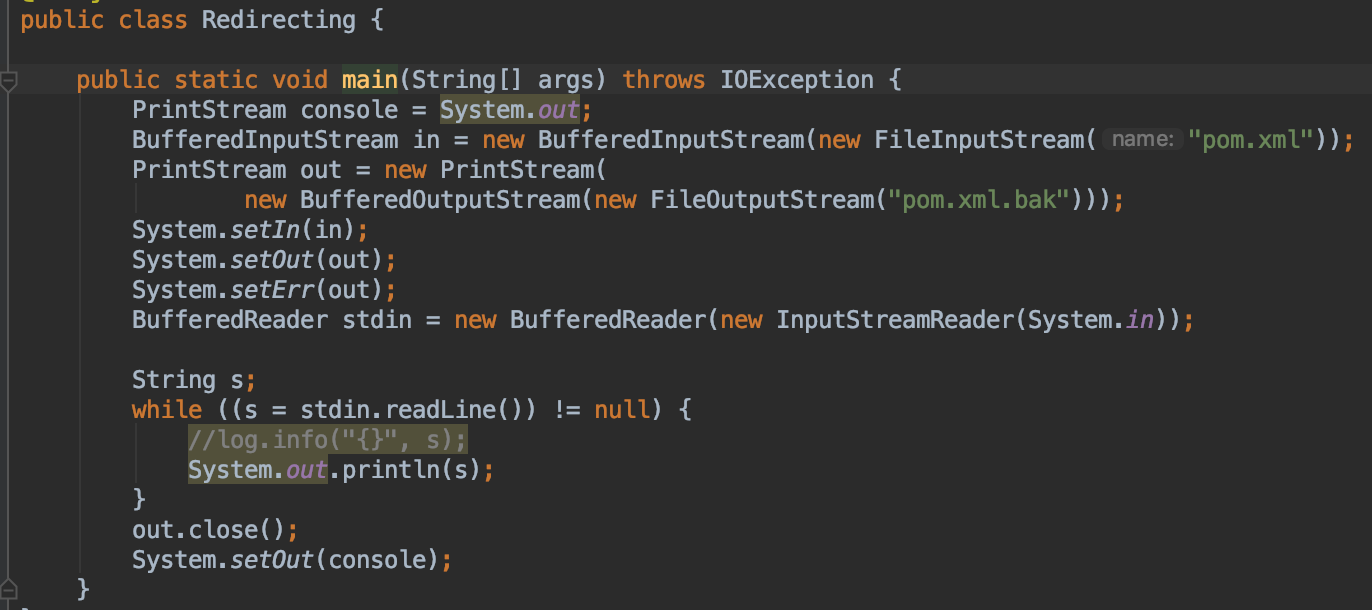 public class Redirecting {
public static void main(String[] args) throws IOException {
PrintStream console = System.out;
BufferedInputStream in = new BufferedInputStream(new FileInputStream( name: "pom.xml"));
PrintStream out = new PrintStream(
new BufferedOutputStream(new FileOutputStream("pom.xml.bak")));
System.setIn(in);
System.setOut(out);
System.setErr(out);
BufferedReader stdin = new BufferedReader(new InputStreamReader(System.in));
String s;
while ((s = stdin.readLine()) != null) {
//log.info("{}", s);
System.out.println(s);
}
out.close();
System.setOut(console);
}